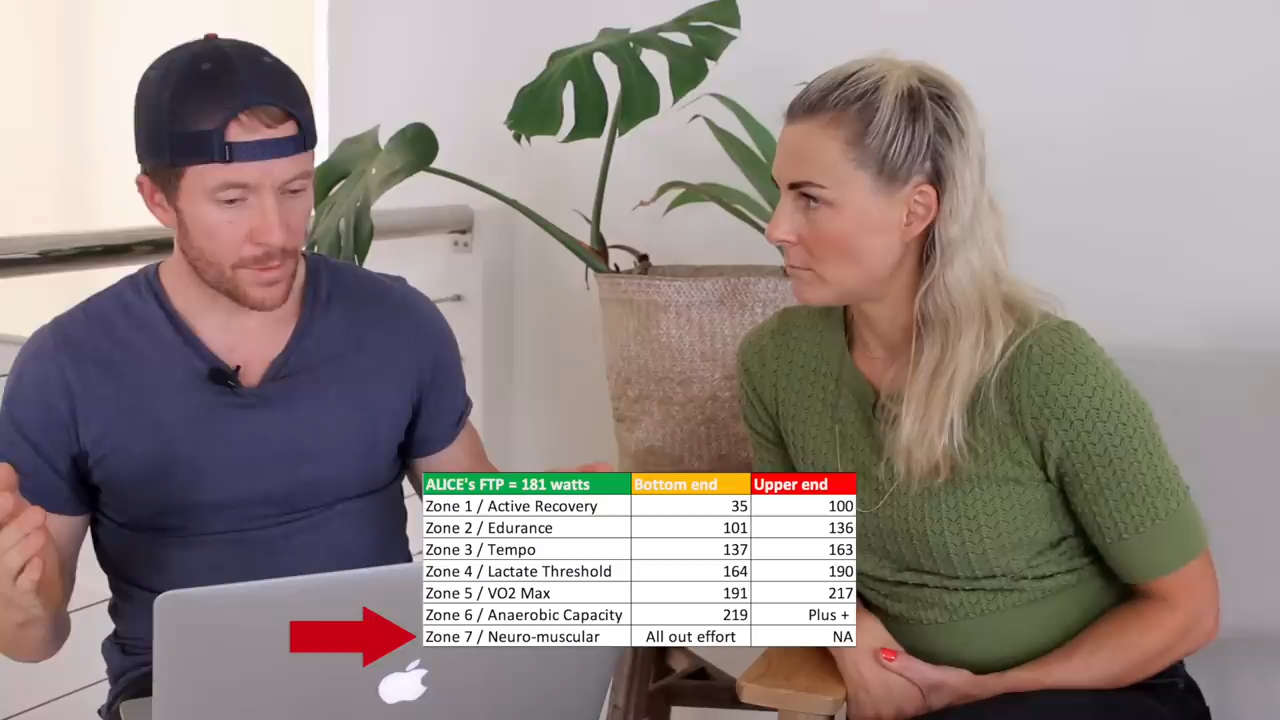 ALICE's FTP = 181 watts Bottom end Upper end
Zone 1 / Active Recovery 35 100
Zone 2 / Edurance 101 136
Zone 3 / Tempo 137 163
Zone 4 / Lactate Threshold 164 190
Zone 5 / VO2 Max 191 217
Zone 6 / Anaerobic Capacity 219 Plus +
Zone 7 / Neuro-muscular All out effort NA